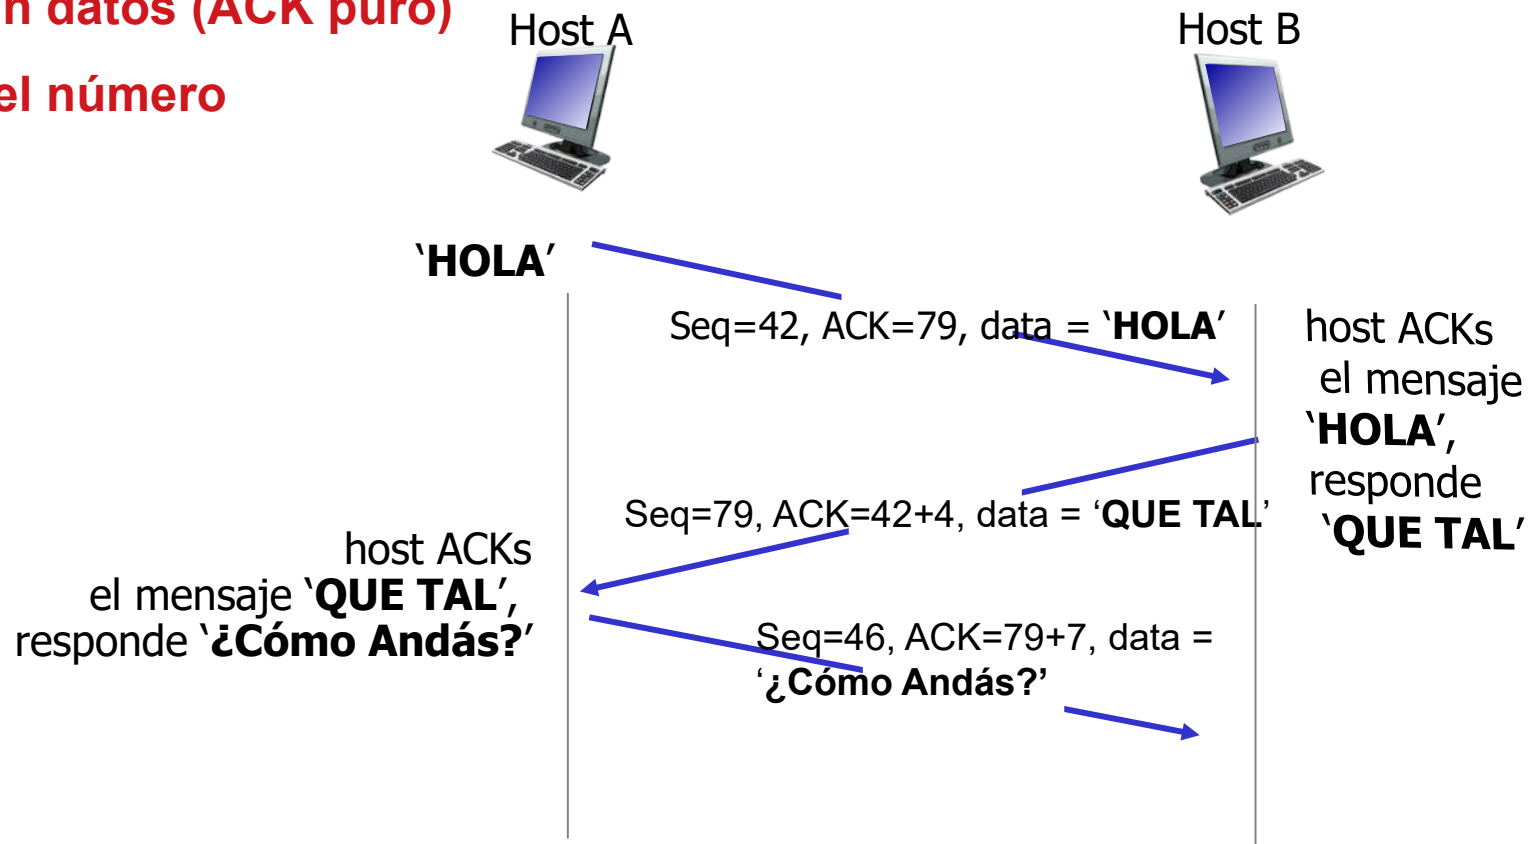 n datos (ACK puro)
el número
Host A
Host B
‘HOLA’
Seq=42, ACK=79, data = ‘HOLA’
host ACKs
el mensaje
‘HOLA’,
responde
‘QUE TAL’
Seq=79, ACK=42+4, data = ‘QUE TAL’
host ACKs
el mensaje ‘QUE TAL’,
responde ‘¿Cómo Andás?’
Seq=46, ACK=79+7, data =
‘¿Cómo Andás?’